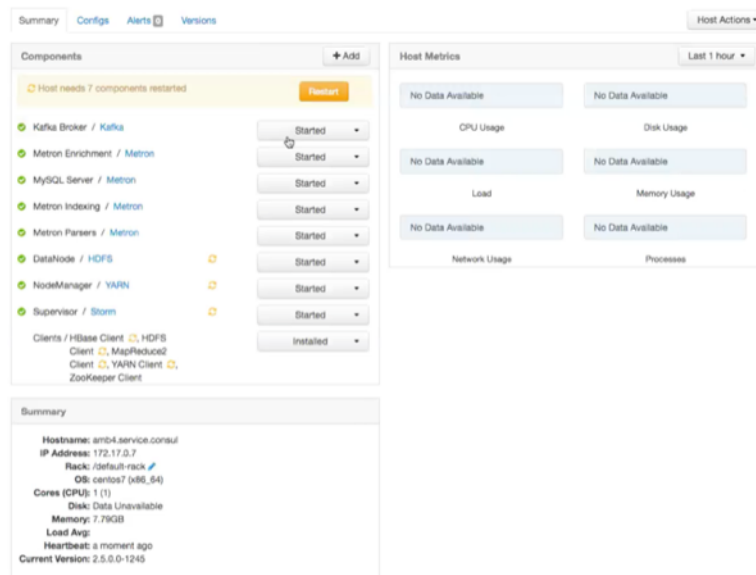 Summary Configs Alerts 0 Versions
Host Actions
Components
+ Add
Host needs 7 components restarted
Restart
Kafka Broker / Kafka
Started
Metron Enrichment / Metron
Started
MySQL Server / Metron
Started
Metron Indexing / Metron
Started
Metron Parsers / Metron
Started
DataNode / HDFS
Started
NodeManager / YARN
Started
Supervisor / Storm
Started
Clients / HBase Client , HDFS
Client , MapReduce2
Client , YARN Client ,
ZooKeeper Client
Installed
Host Metrics
Last 1 hour
No Data Available
No Data Available
CPU Usage
Disk Usage
No Data Available
No Data Available
Load
Memory Usage
No Data Available
No Data Available
Network Usage
Processes
Summary
Hostname: amb4.service.consul
IP Address: 172.17.0.7
Rack: /default-rack
OS: centos7 (x86_64)
Cores (CPU): 1 (1)
Disk: Data Unavailable
Memory: 7.79GB
Load Avg:
Heartbeat: a moment ago
Current Version: 2.5.0.0-1245